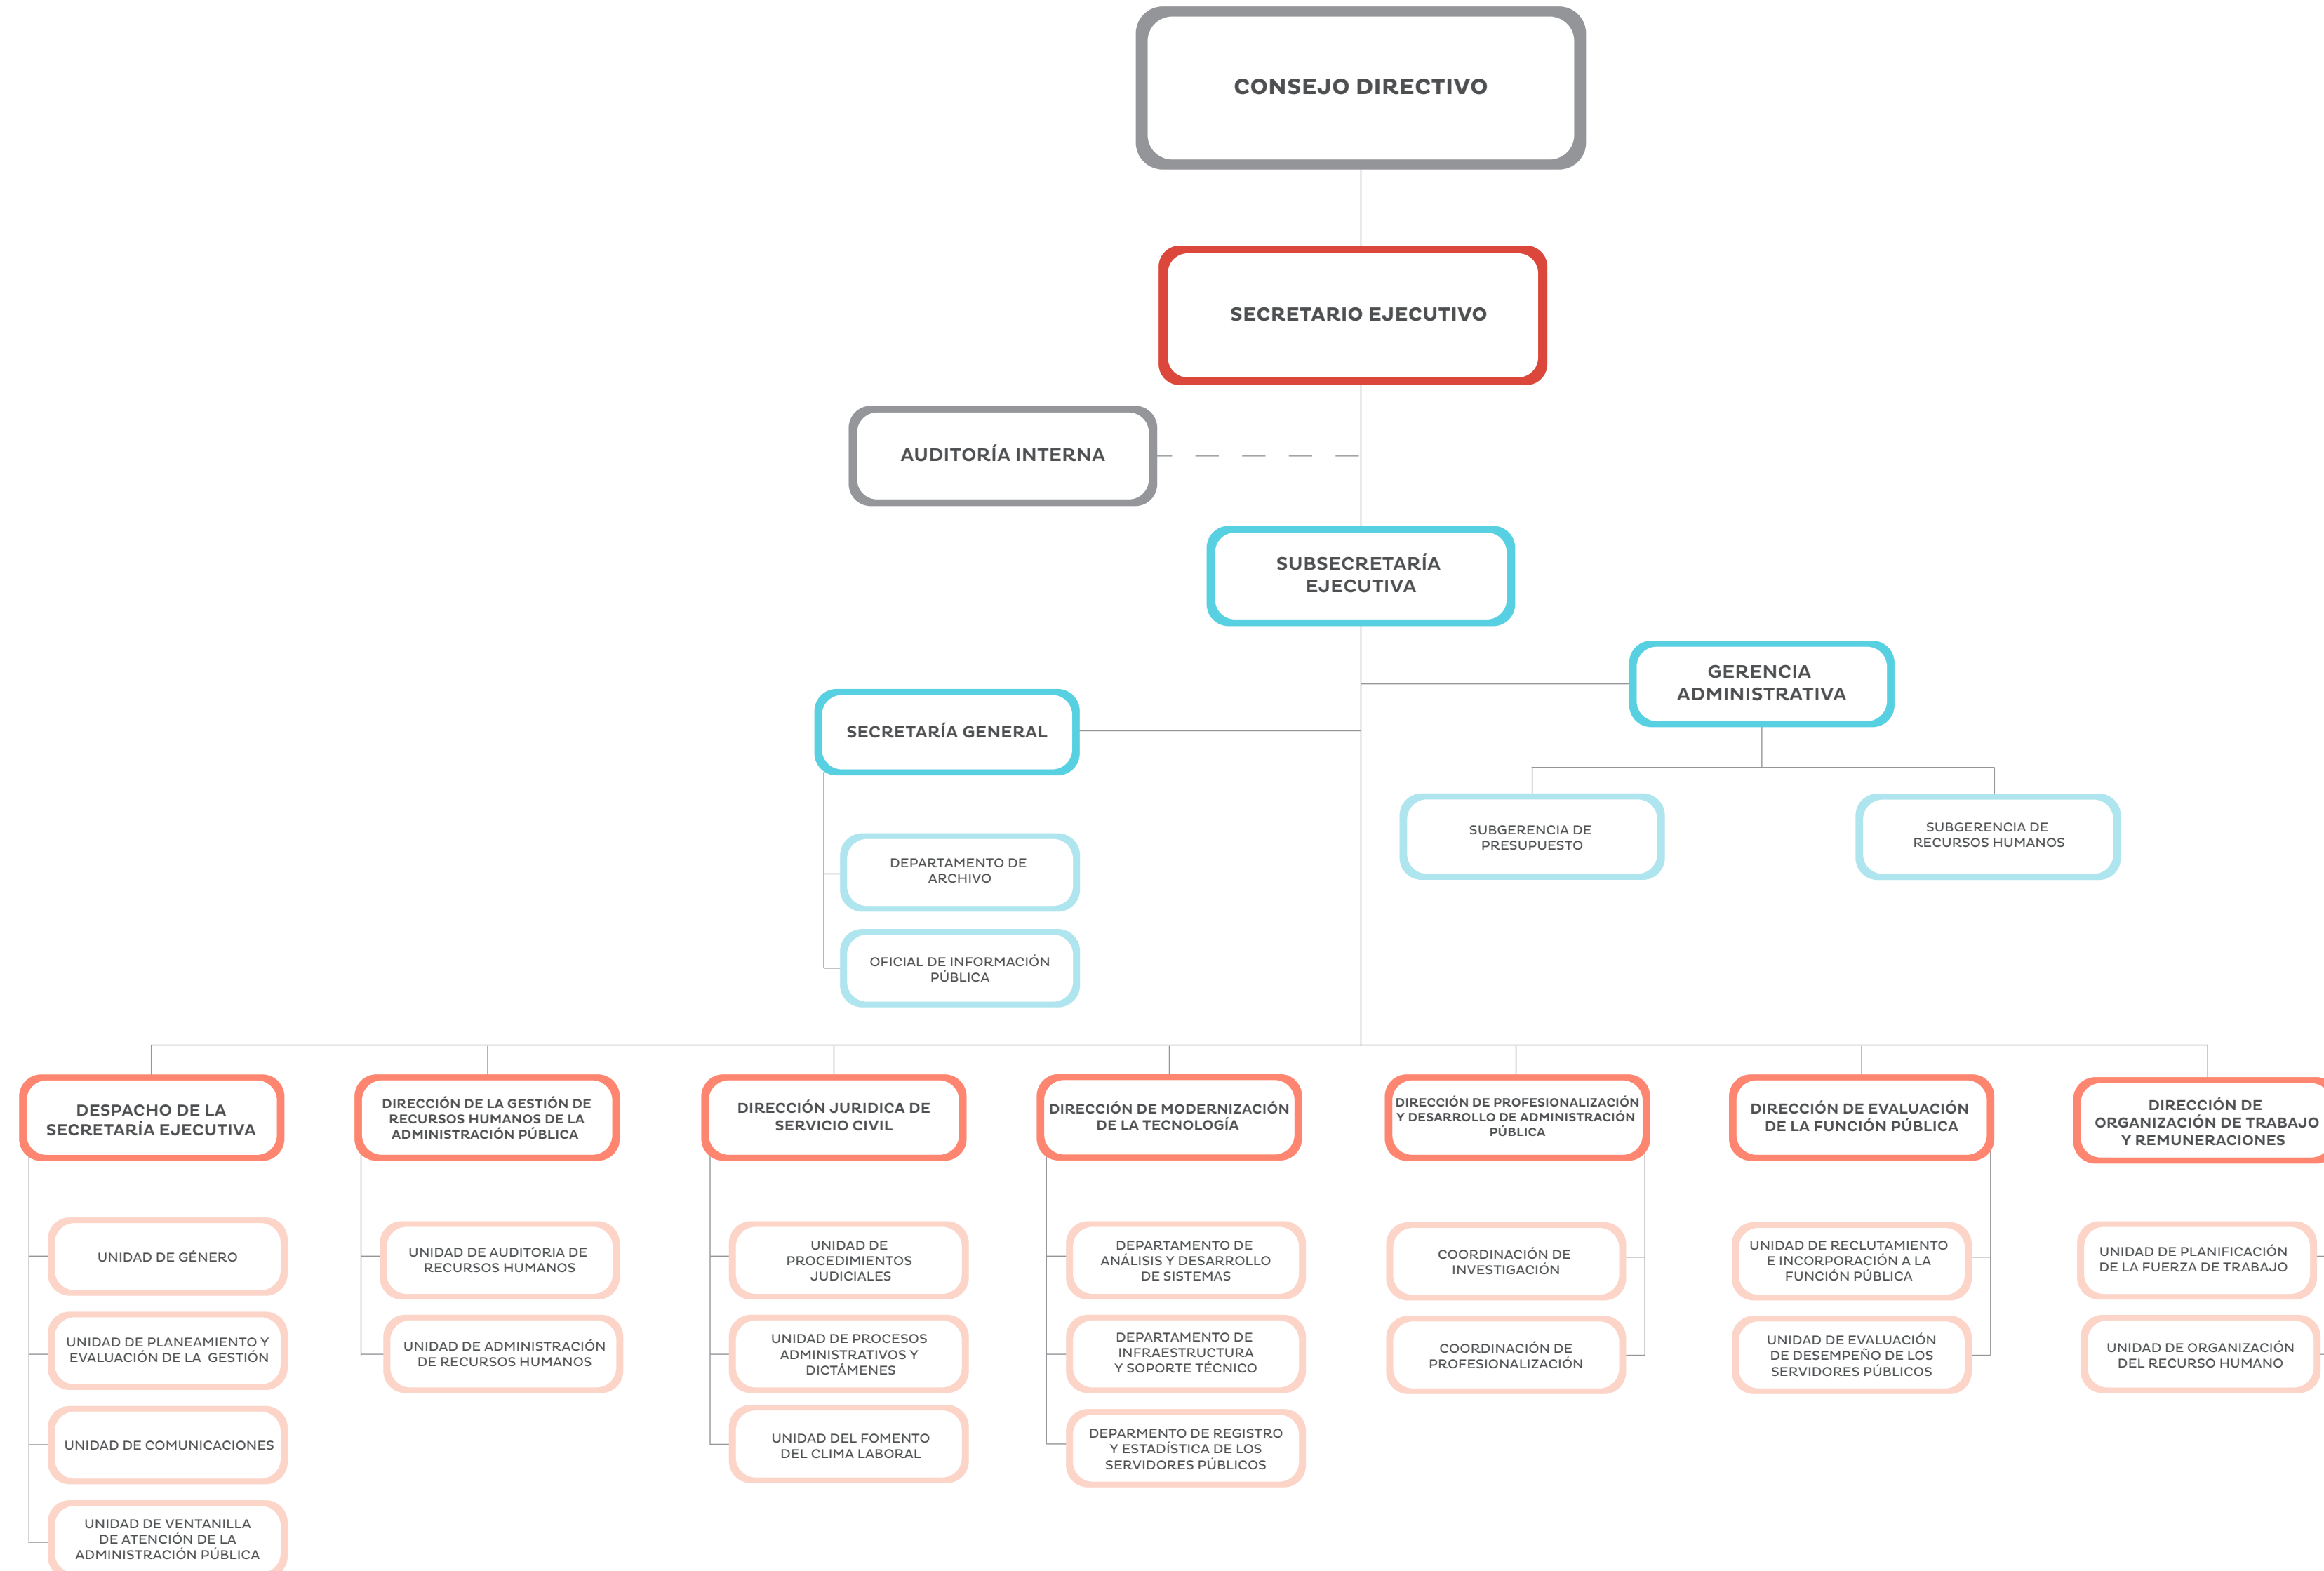 CONSEJO DIRECTIVO
SECRETARIO EJECUTIVO
AUDITORÍA INTERNA
SUBSECRETARÍA
EJECUTIVA
GERENCIA
ADMINISTRATIVA
SECRETARÍA GENERAL
SUBGERENCIA DE
PRESUPUESTO
SUBGERENCIA DE
RECURSOS HUMANOS
DEPARTAMENTO DE
ARCHIVO
OFICIAL DE INFORMACIÓN
PÚBLICA
DESPACHO DE LA
SECRETARÍA EJECUTIVA
DIRECCIÓN DE LA GESTIÓN DE
RECURSOS HUMANOS DE LA
ADMINISTRACIÓN PÚBLICA
DIRECCIÓN JURIDICA DE
SERVICIO CIVIL
DIRECCIÓN DE MODERNIZACIÓN
DE LA TECNOLOGÍA
DIRECCIÓN DE PROFESIONALIZACIÓN
Y DESARROLLO DE ADMINISTRACIÓN
PÚBLICA
DIRECCIÓN DE EVALUACIÓN
DE LA FUNCIÓN PÚBLICA
DIRECCIÓN DE
ORGANIZACIÓN DE TRABAJO
Y REMUNERACIONES
UNIDAD DE GÉNERO
UNIDAD DE PLANEAMIENTO Y
EVALUACIÓN DE LA GESTIÓN
UNIDAD DE COMUNICACIONES
UNIDAD DE VENTANILLA
DE ATENCIÓN DE LA
ADMINISTRACIÓN PÚBLICA
UNIDAD DE AUDITORIA DE
RECURSOS HUMANOS
UNIDAD DE ADMINISTRACIÓN
DE RECURSOS HUMANOS
UNIDAD DE
PROCEDIMIENTOS
JUDICIALES
UNIDAD DE PROCESOS
ADMINISTRATIVOS Y
DICTÁMENES
UNIDAD DEL FOMENTO
DEL CLIMA LABORAL
DEPARTAMENTO DE
ANÁLISIS Y DESARROLLO
DE SISTEMAS
DEPARTAMENTO DE
INFRAESTRUCTURA
Y SOPORTE TÉCNICO
DEPARMENTO DE REGISTRO
Y ESTADÍSTICA DE LOS
SERVIDORES PÚBLICOS
COORDINACIÓN DE
INVESTIGACIÓN
COORDINACIÓN DE
PROFESIONALIZACIÓN
UNIDAD DE RECLUTAMIENTO
E INCORPORACIÓN A LA
FUNCIÓN PÚBLICA
UNIDAD DE EVALUACIÓN
DE DESEMPEÑO DE LOS
SERVIDORES PÚBLICOS
UNIDAD DE PLANIFICACIÓN
DE LA FUERZA DE TRABAJO
UNIDAD DE ORGANIZACIÓN
DEL RECURSO HUMANO